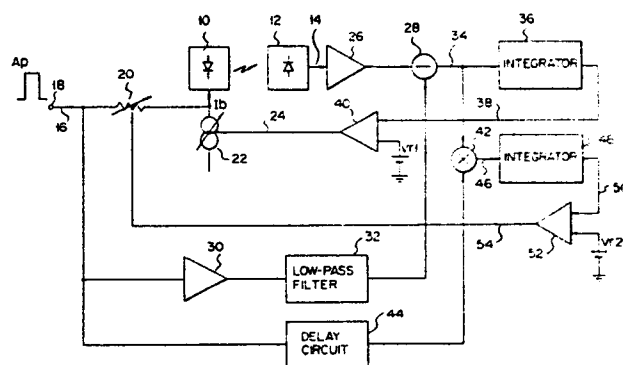 10
12
14
26
28
34
36
Ap
18
20
INTEGRATOR
16
Ib
24
40
38
22
Vr1
42
48
INTEGRATOR
46
50
54
52
Vr2
30
32
LOW-PASS
FILTER
44
DELAY
CIRCUIT